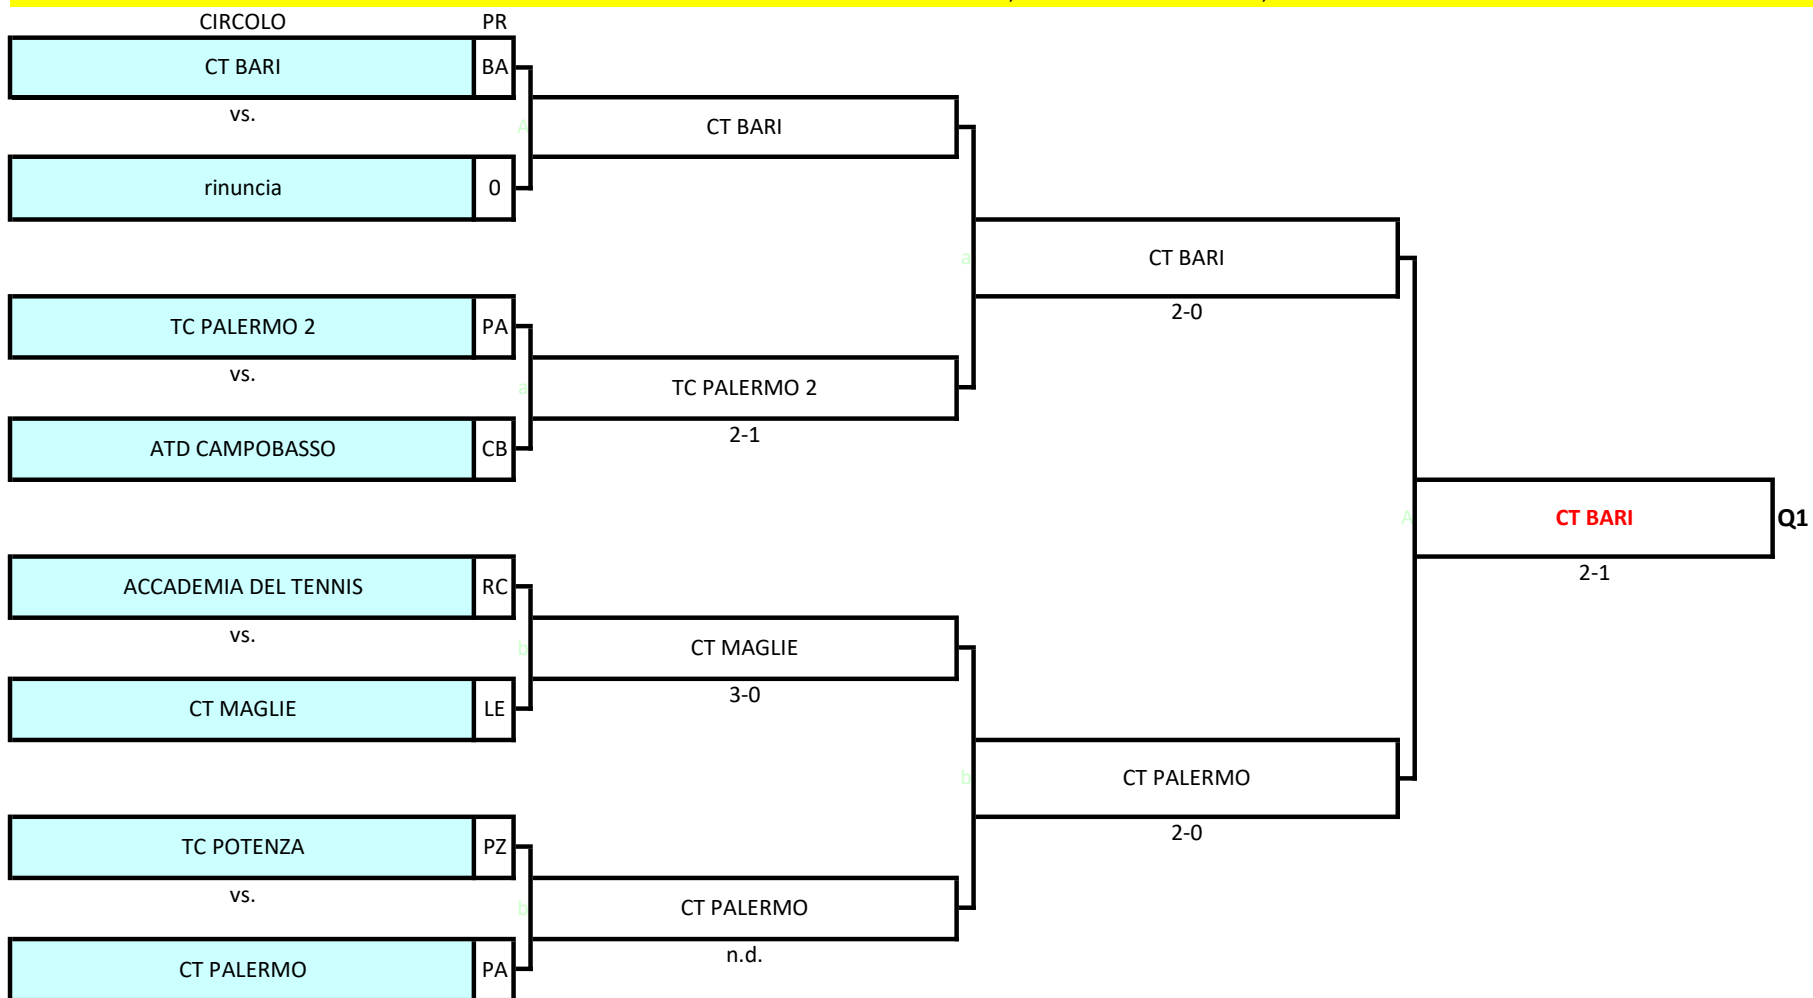 CIRCOLO PR
CT BARI BA
vs.
A CT BARI
rinuncia 0
a CT BARI
2-0
TC PALERMO 2 PA
vs.
a TC PALERMO 2
2-1
ATD CAMPOBASSO CB
A CT BARI Q1
2-1
ACCADEMIA DEL TENNIS RC
vs.
b CT MAGLIE
3-0
CT MAGLIE LE
b CT PALERMO
2-0
TC POTENZA PZ
vs.
b CT PALERMO
n.d.
CT PALERMO PA